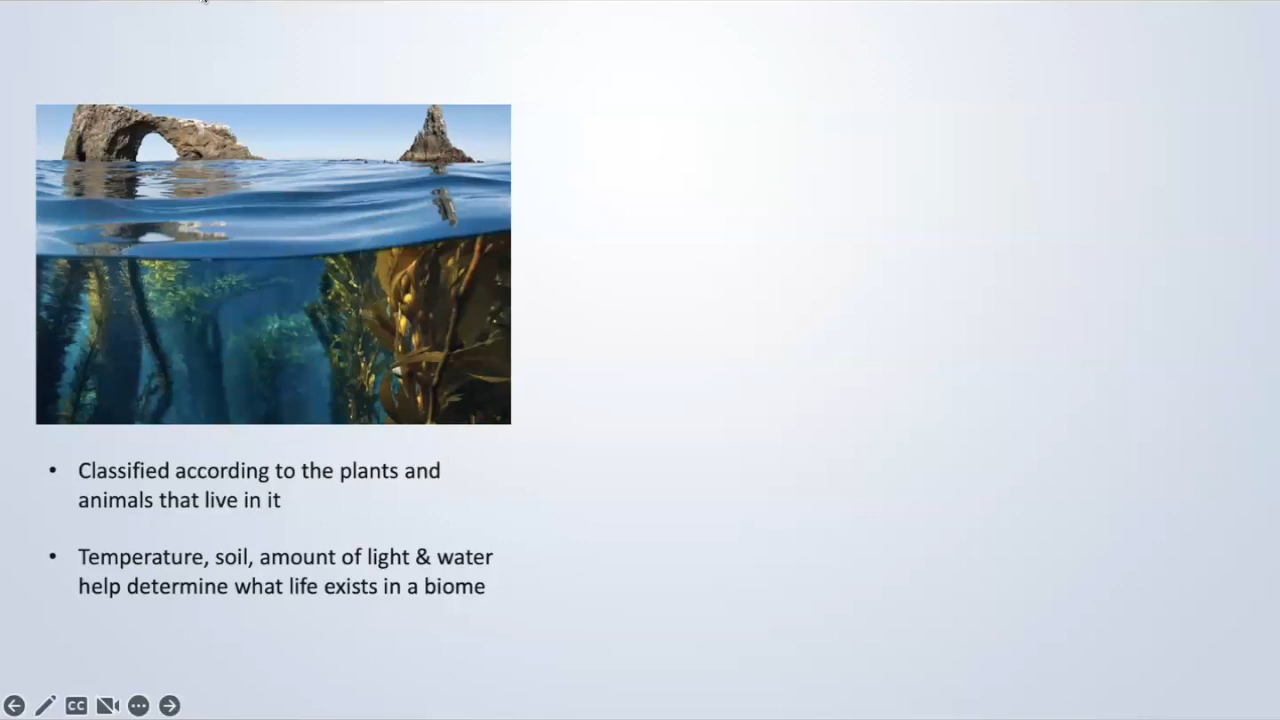 • Classified according to the plants and
animals that live in it
• Temperature, soil, amount of light & water
help determine what life exists in a biome
CC